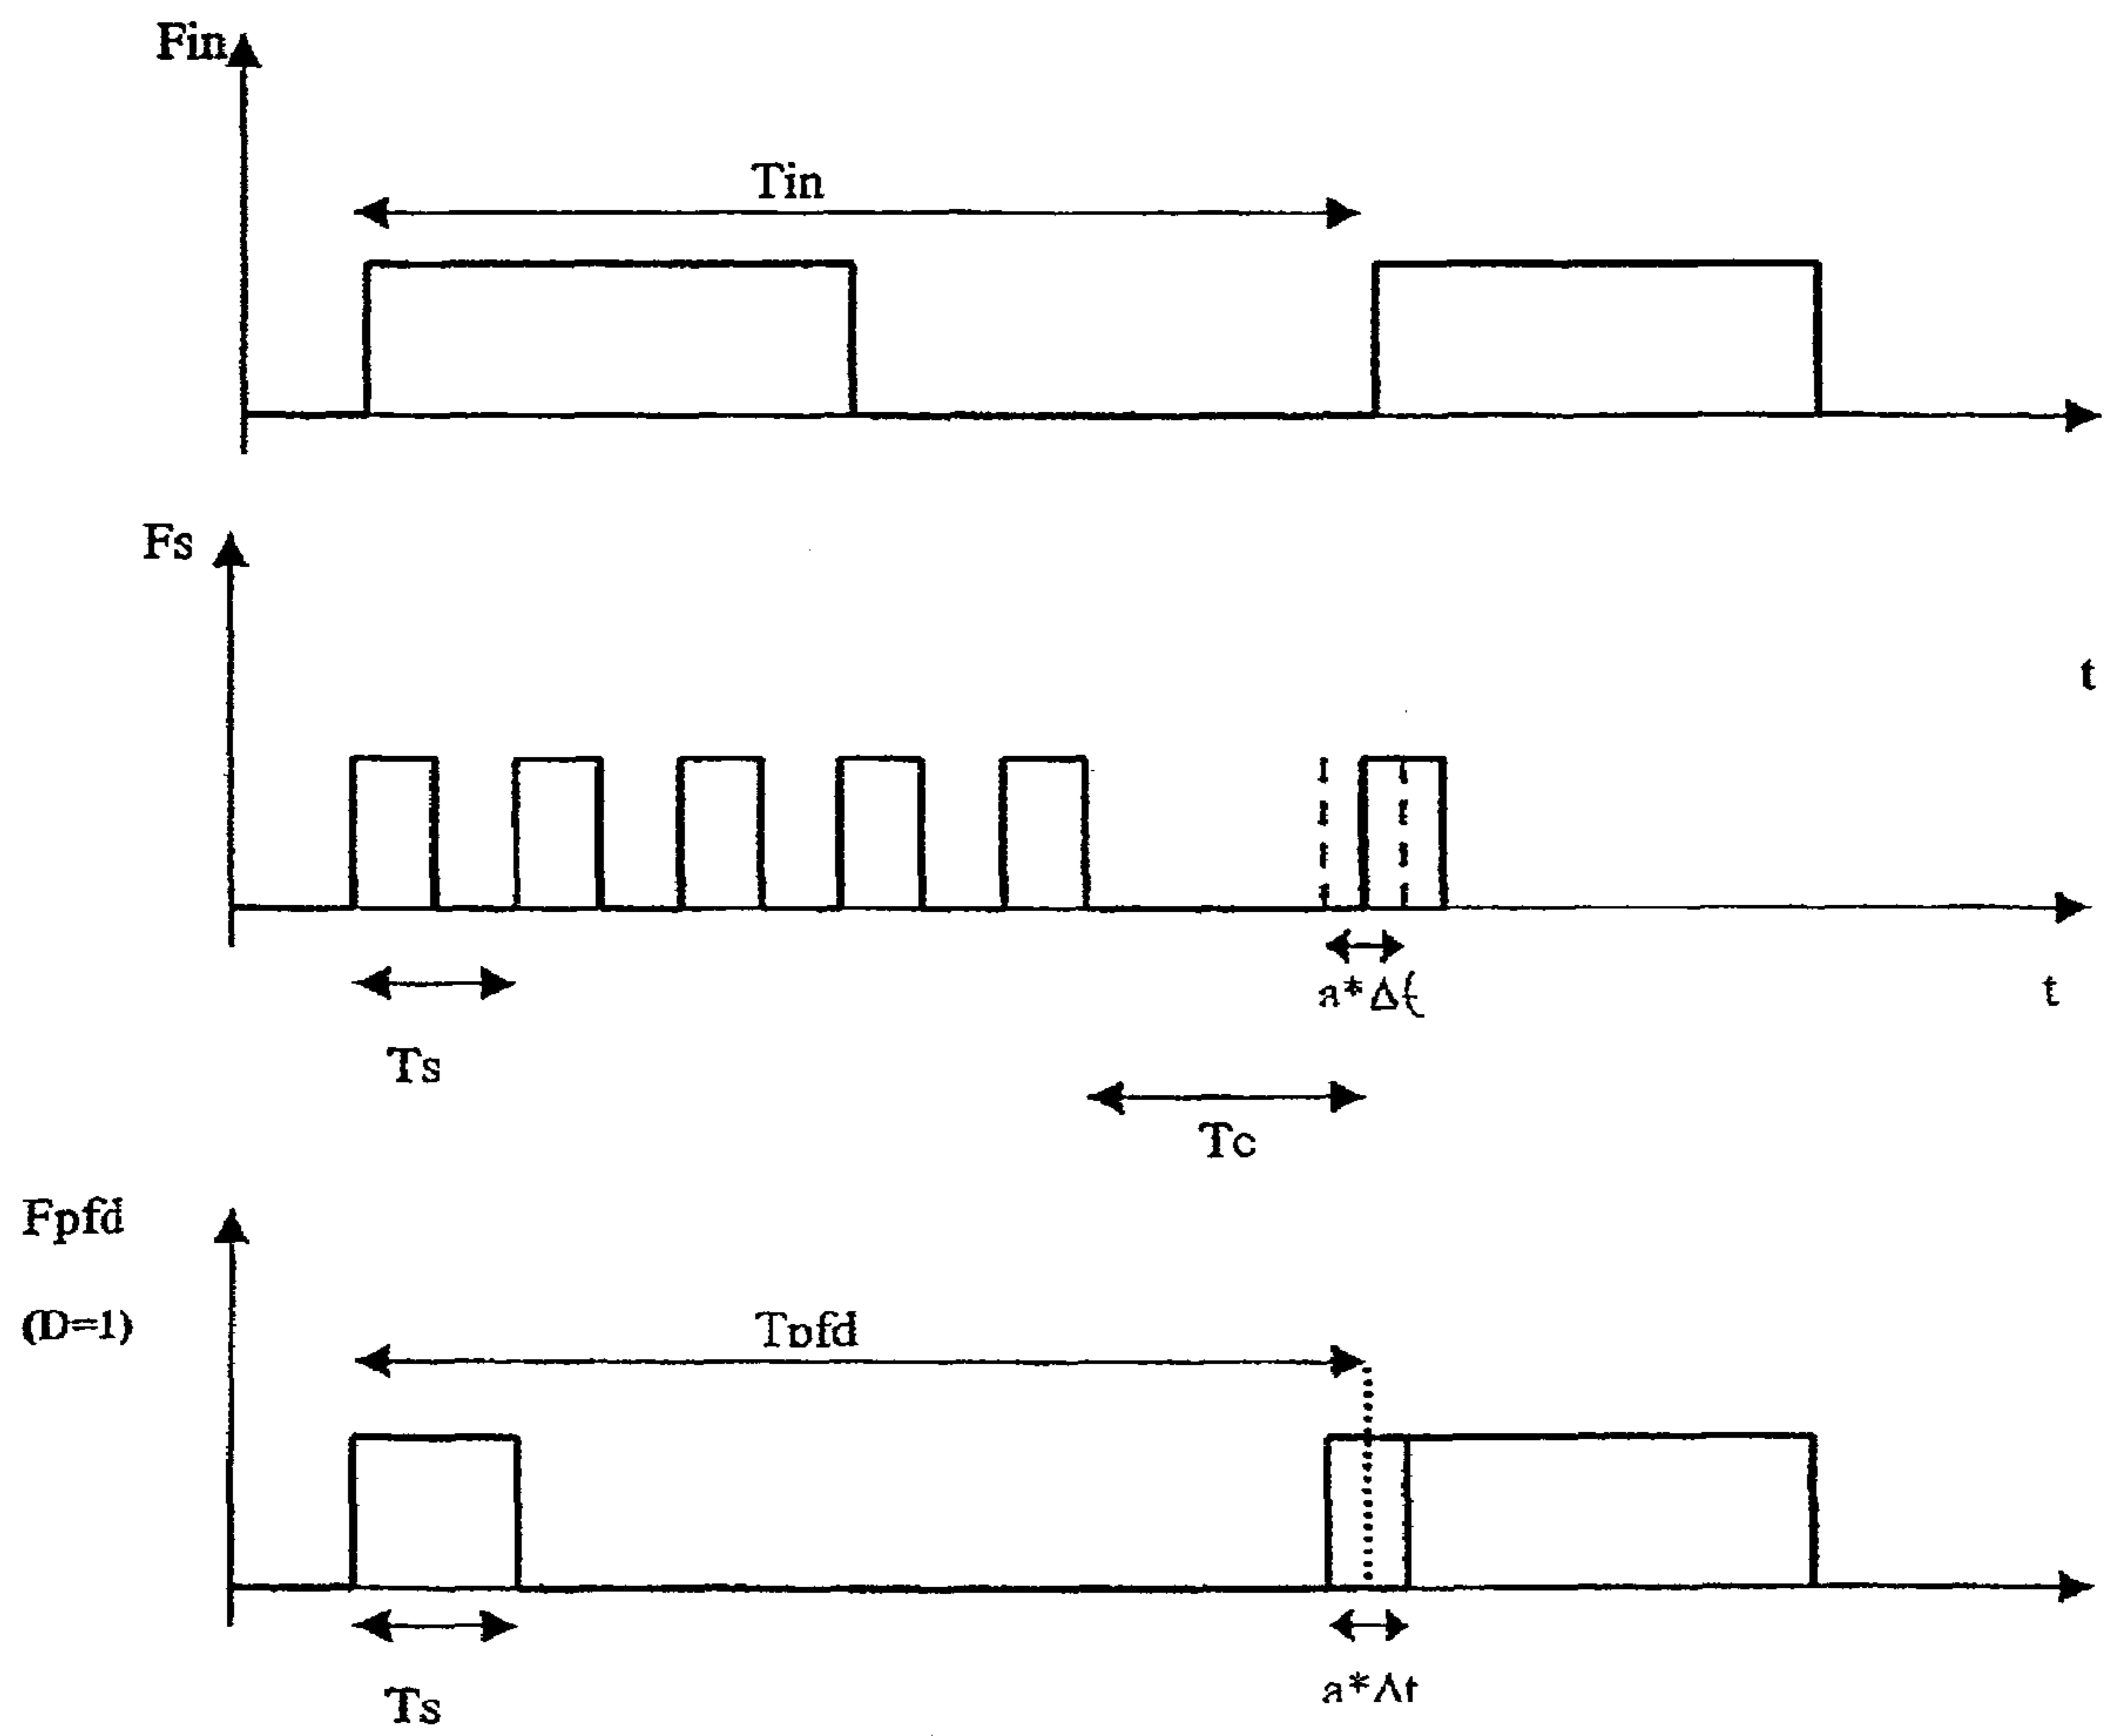 Fin
Tin
Fs
t
a*Δt
t
Ts
Tc
Fpfd
(D=1)
Tpfd
Ts
a*Δt